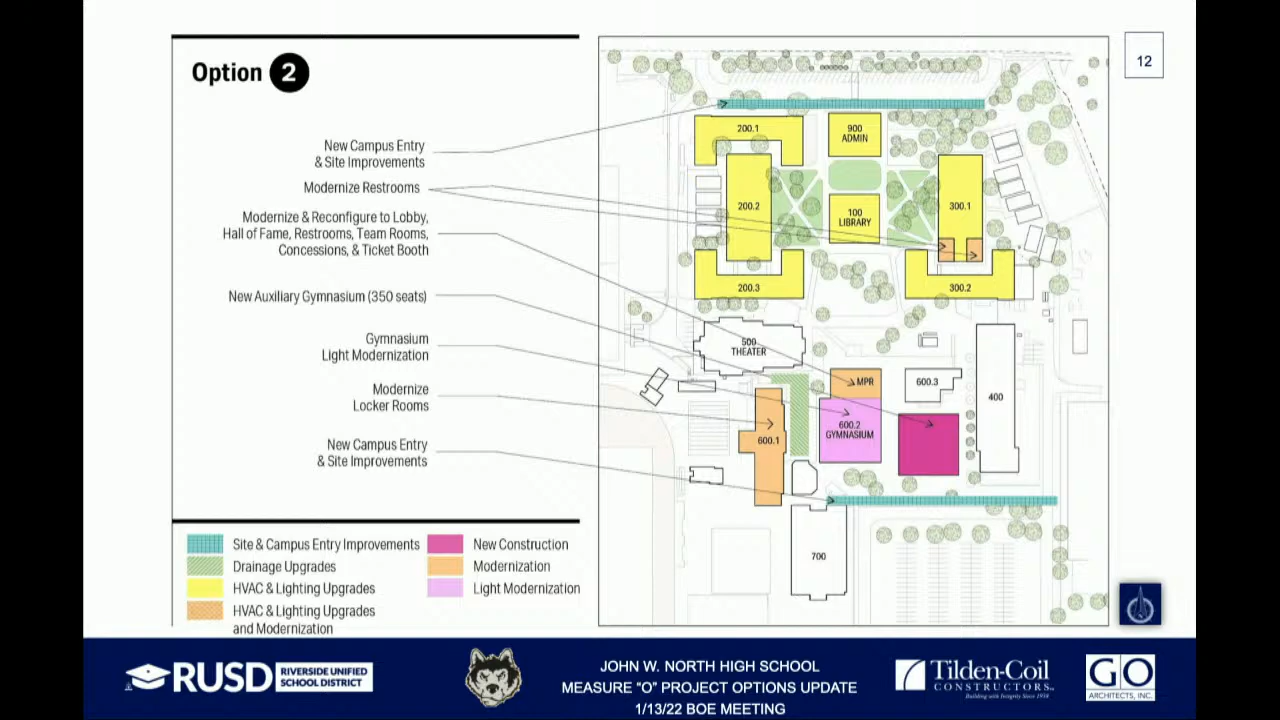 Option 2
12
New Campus Entry
& Site Improvements
Modernize Restrooms
Modernize & Reconfigure to Lobby,
Hall of Fame, Restrooms, Team Rooms,
Concessions, & Ticket Booth
New Auxiliary Gymnasium (350 seats)
Gymnasium
Light Modernization
Modernize
Locker Rooms
New Campus Entry
& Site Improvements
200.1
900
ADMIN
200.2
100
LIBRARY
300.1
200.3
300.2
500
THEATER
MPR
600.3
400
600.1
600.2
GYMNASIUM
700
Site & Campus Entry Improvements
Drainage Upgrades
HVAC & Lighting Upgrades
HVAC & Lighting Upgrades
and Modernization
New Construction
Modernization
Light Modernization
RUSD
RIVERSIDE UNIFIED
SCHOOL DISTRICT
JOHN W. NORTH HIGH SCHOOL
MEASURE "O" PROJECT OPTIONS UPDATE
1/13/22 BOE MEETING
Tilden-Coil
CONSTRUCTORS
Building with Integrity Since 1938
GO
ARCHITECTS, INC.